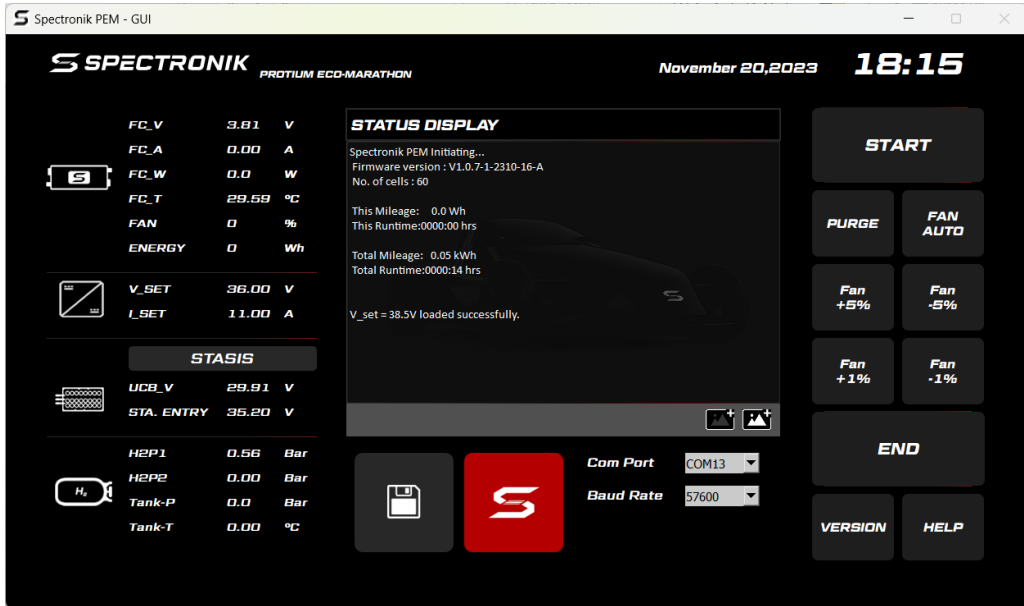 Spectronik PEM - GUI
SPECTRONIK
PROTIUM ECO-MARATHON
November 20,2023
18:15
FC_V 3.81 V
FC_A 0.00 A
FC_W 0.0 W
FC_T 29.59 ºC
FAN 0 %
ENERGY 0 Wh
V_SET 36.00 V
I_SET 11.00 A
STASIS
UCB_V 29.91 V
STA. ENTRY 35.20 V
H2P1 0.56 Bar
H2P2 0.00 Bar
Tank-P 0.0 Bar
Tank-T 0.00 ºC
H₂
STATUS DISPLAY
Spectronik PEM Initiating...
Firmware version : V1.0.7-1-2310-16-A
No. of cells : 60
This Mileage: 0.0 Wh
This Runtime:0000:00 hrs
Total Mileage: 0.05 kWh
Total Runtime:0000:14 hrs
V_set = 38.5V loaded successfully.
Com Port COM13
Baud Rate 57600
START
PURGE
FAN
AUTO
Fan
+5%
Fan
-5%
Fan
+1%
Fan
-1%
END
VERSION
HELP